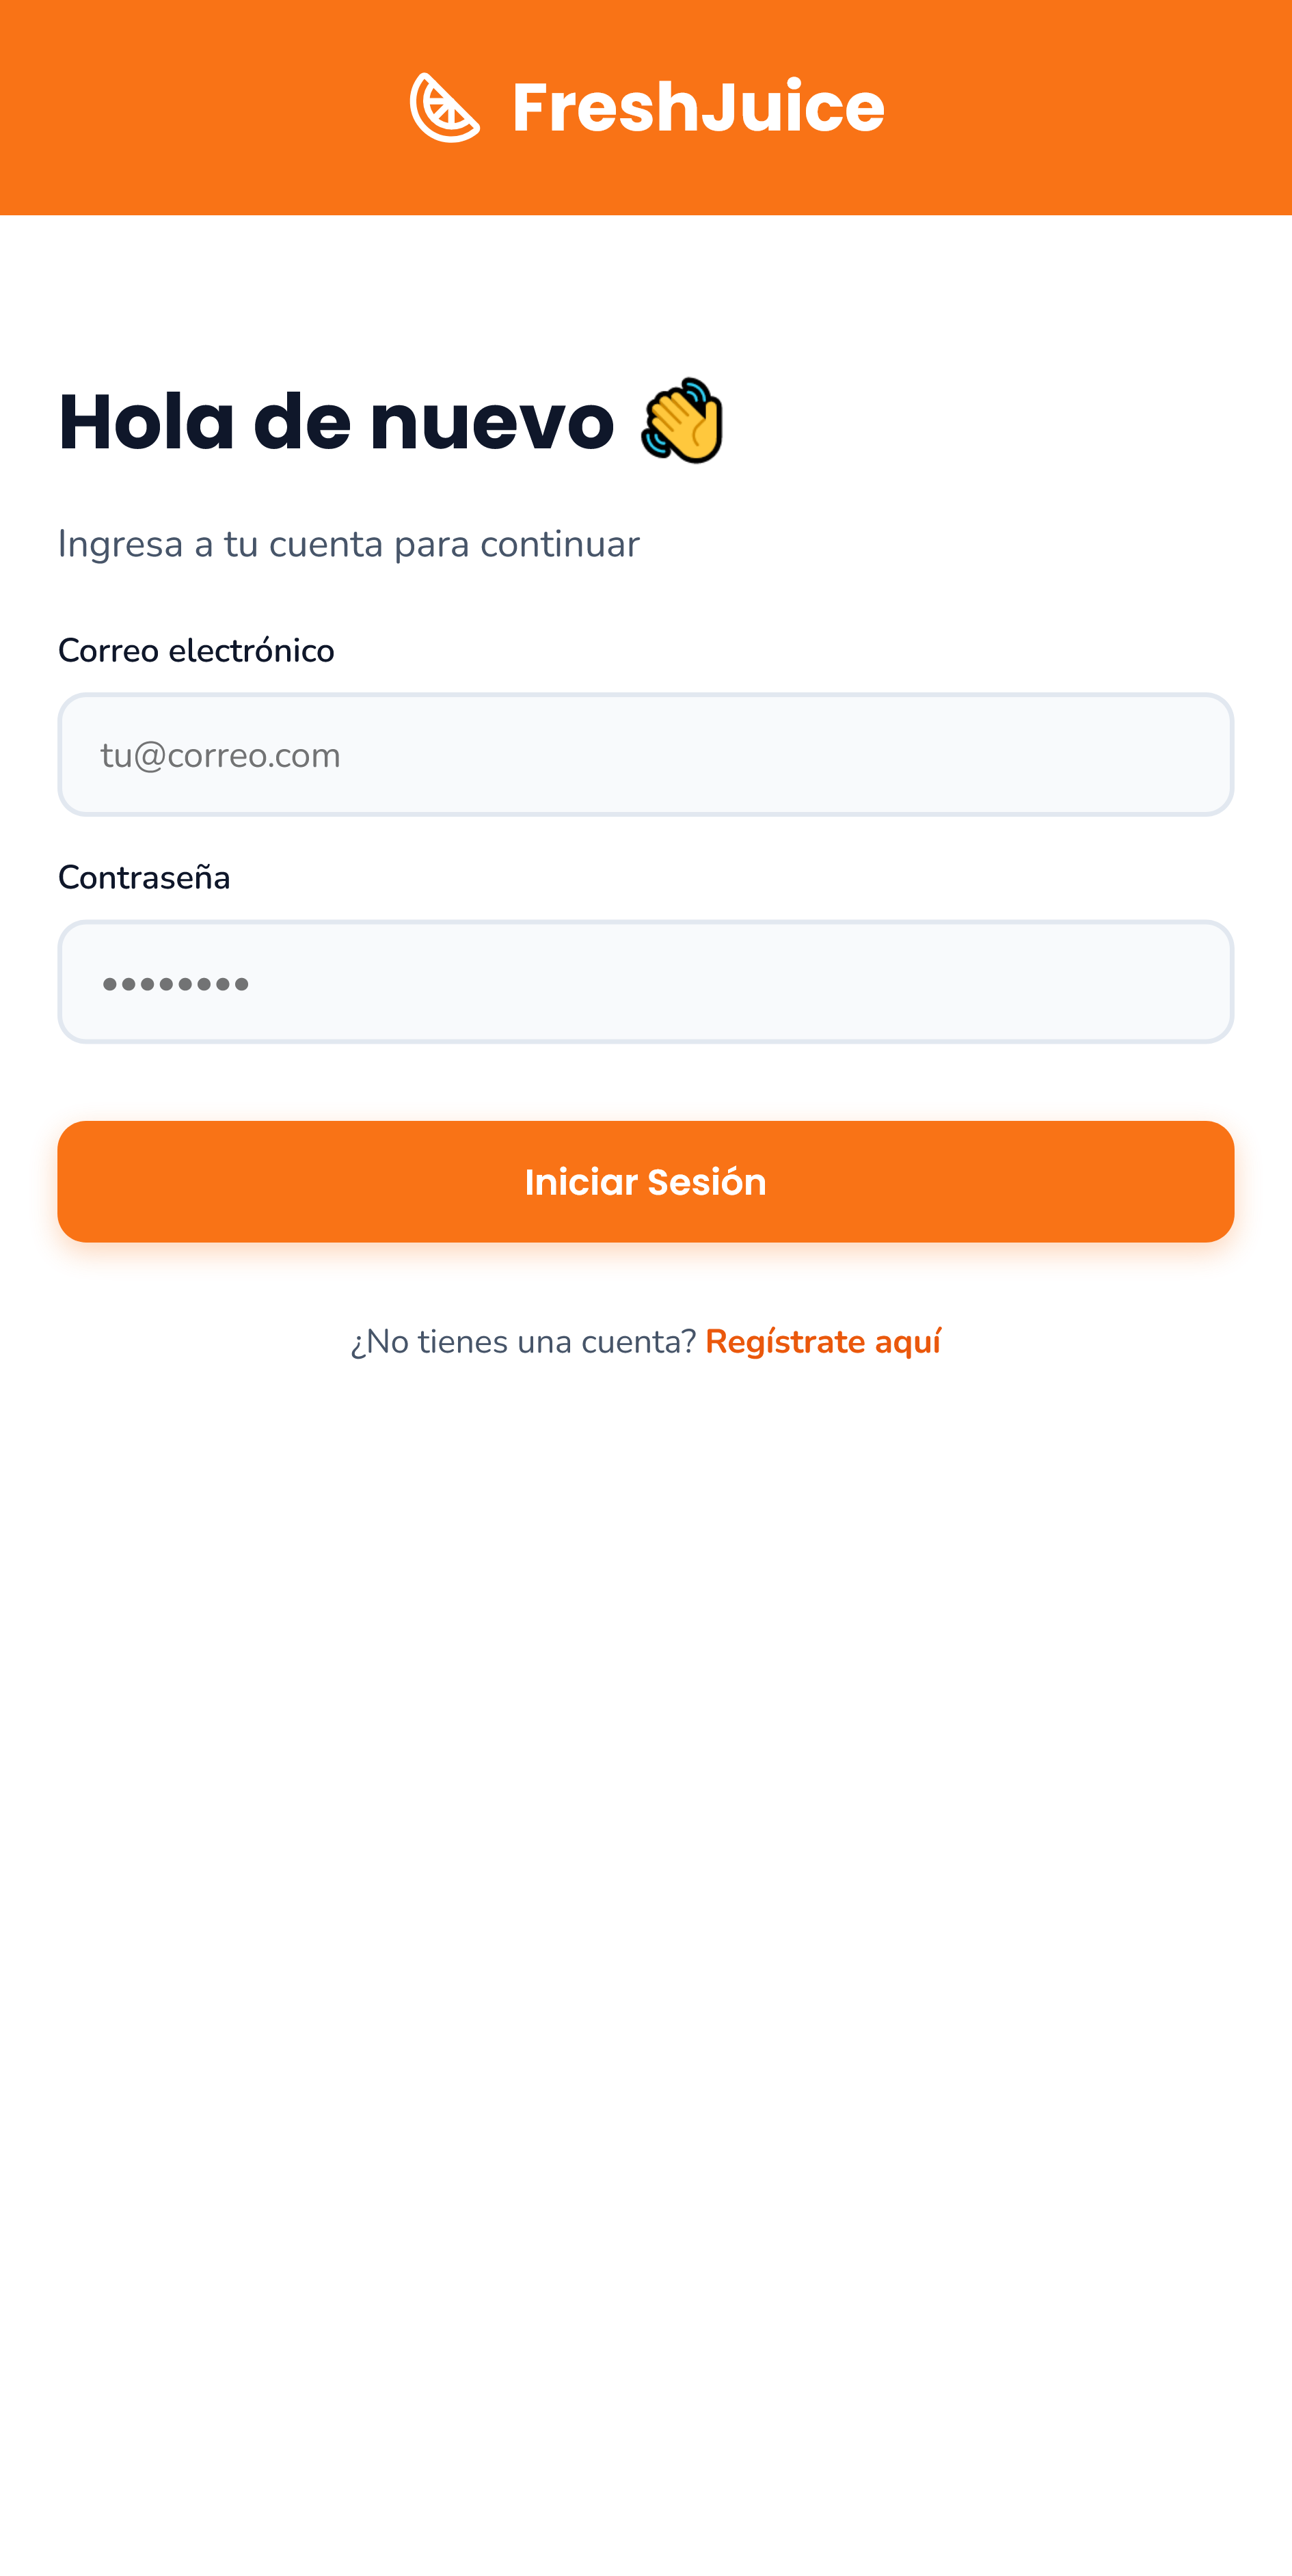 FreshJuice
Hola de nuevo 👋
Ingresa a tu cuenta para continuar
Correo electrónico
tu@correo.com
Contraseña
••••••••
Iniciar Sesión
¿No tienes una cuenta? Regístrate aquí